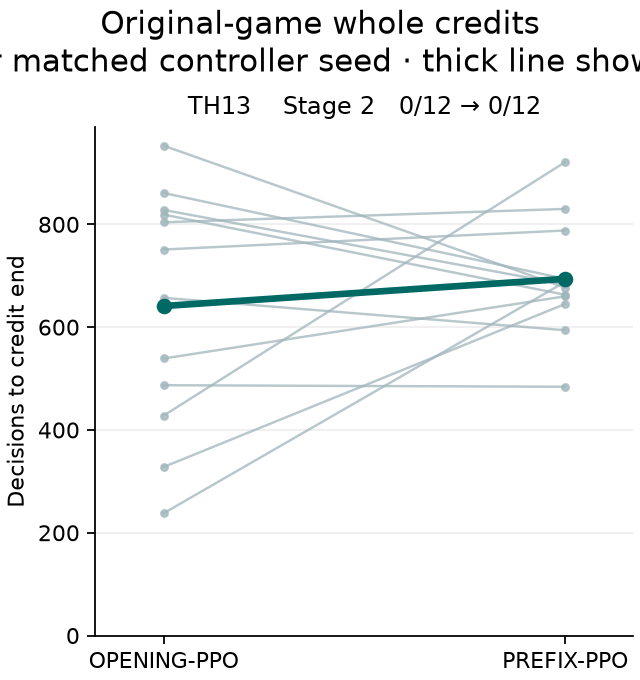 Original-game whole credits
matched controller seed · thick line
TH13 Stage 2 0/12 → 0/12
Decisions to credit end
800
600
400
200
0
OPENING-PPO PREFIX-PPO